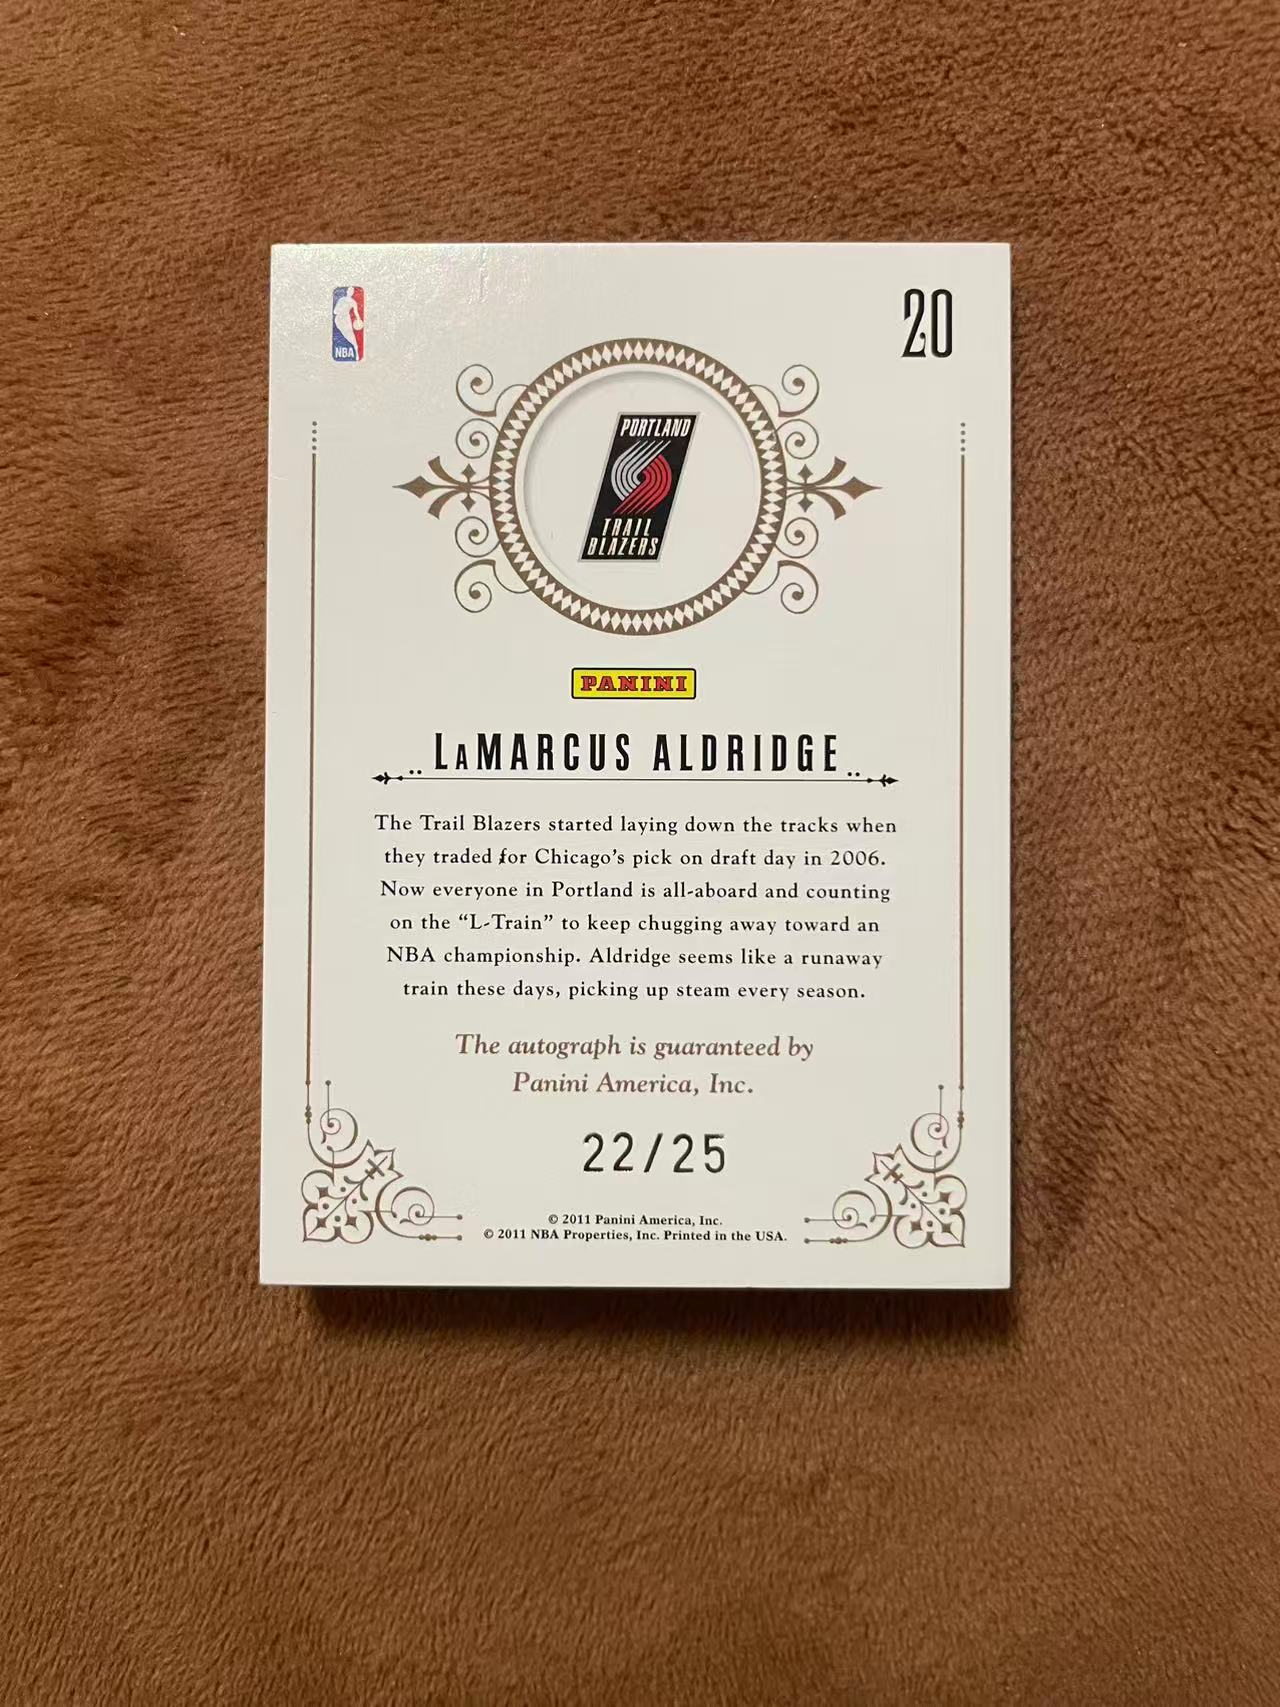 NBA
20
PORTLAND
TRAIL
BLAZERS
PANINI
LaMARCUS ALDRIDGE
The Trail Blazers started laying down the tracks when
they traded for Chicago's pick on draft day in 2006.
Now everyone in Portland is all-aboard and counting
on the “L-Train” to keep chugging away toward an
NBA championship. Aldridge seems like a runaway
train these days, picking up steam every season.
The autograph is guaranteed by
Panini America, Inc.
22/25
© 2011 Panini America, Inc.
© 2011 NBA Properties, Inc. Printed in the USA.